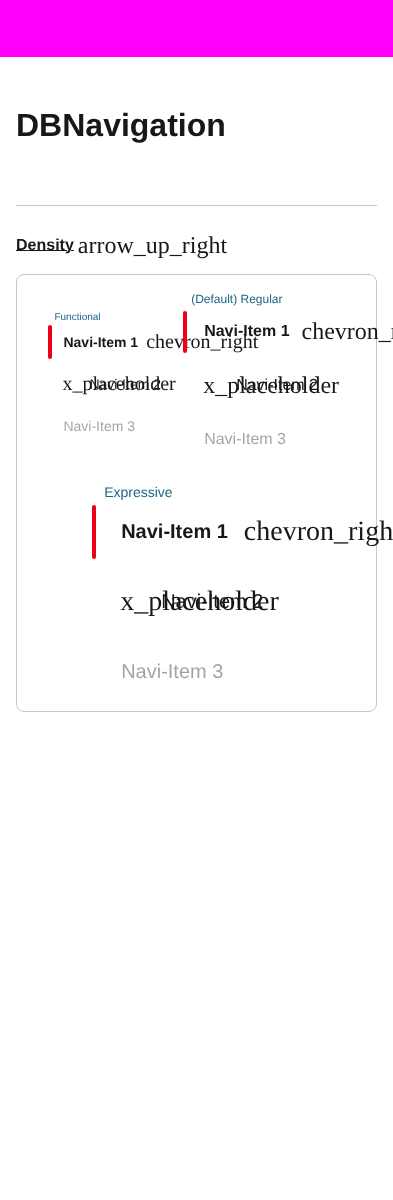 DBNavigation
Density arrow_up_right
Functional
Navi-Item 1 chevron_right
x_placeholder Navi-Item 2
Navi-Item 3
(Default) Regular
Navi-Item 1 chevron_r
x_placeholder Navi-Item 2
Navi-Item 3
Expressive
Navi-Item 1 chevron_righ
x_placeholder Navi-Item 2
Navi-Item 3